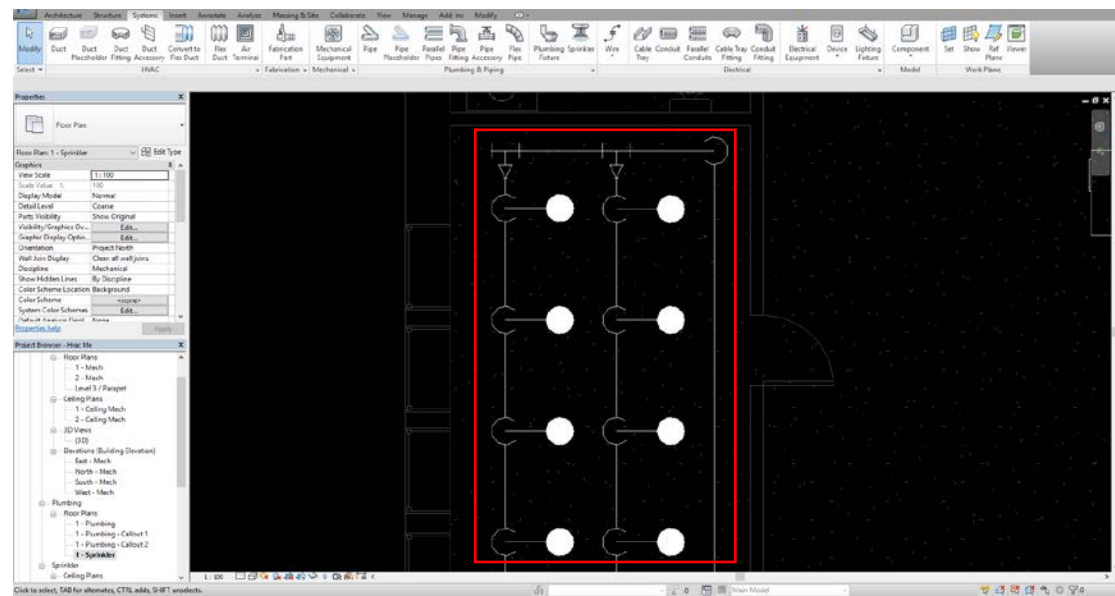 Architecture Structure Systems Insert Annotate Analyze Massing & Site Collaborate View Manage Add-Ins Modify
Modify Duct Duct Placeholder Duct Fitting Duct Accessory Convert to Flex Duct Flex Duct Air Terminal Fabrication Part Mechanical Equipment Pipe Pipe Placeholder Parallel Pipes Pipe Fitting Pipe Accessory Flex Pipe Plumbing Fixture Sprinkler Wire Cable Tray Conduit Parallel Conduits Cable Tray Fitting Conduit Fitting Electrical Equipment Device Lighting Fixture Component Set Show Ref Plane Viewer
Select HVAC Fabrication Mechanical Plumbing & Piping Electrical Model Work Plane
Properties X
Floor Plan
Floor Plan: 1 - Sprinkler Edit Type
Graphics
View Scale 1 : 100
Scale Value 1: 100
Display Model Normal
Detail Level Coarse
Parts Visibility Show Original
Visibility/Graphics Ov... Edit...
Graphic Display Optio... Edit...
Orientation Project North
Wall Join Display Clean all wall joins
Discipline Mechanical
Show Hidden Lines By Discipline
Color Scheme Location Background
Color Scheme <none>
System Color Schemes Edit...
Properties help Apply
Project Browser - Hvac Me X
Floor Plans
1 - Mech
2 - Mech
Level 3 / Parapet
Ceiling Plans
1 - Ceiling Mech
2 - Ceiling Mech
3D Views
{3D}
Elevations (Building Elevation)
East - Mech
North - Mech
South - Mech
West - Mech
Plumbing
Floor Plans
1 - Plumbing
1 - Plumbing - Callout 1
1 - Plumbing - Callout 2
1 - Sprinkler
Sprinkler
Ceiling Plans
1 : 100
Click to select, TAB for alternates, CTRL adds, SHIFT unselects.
:0 Main Model :0